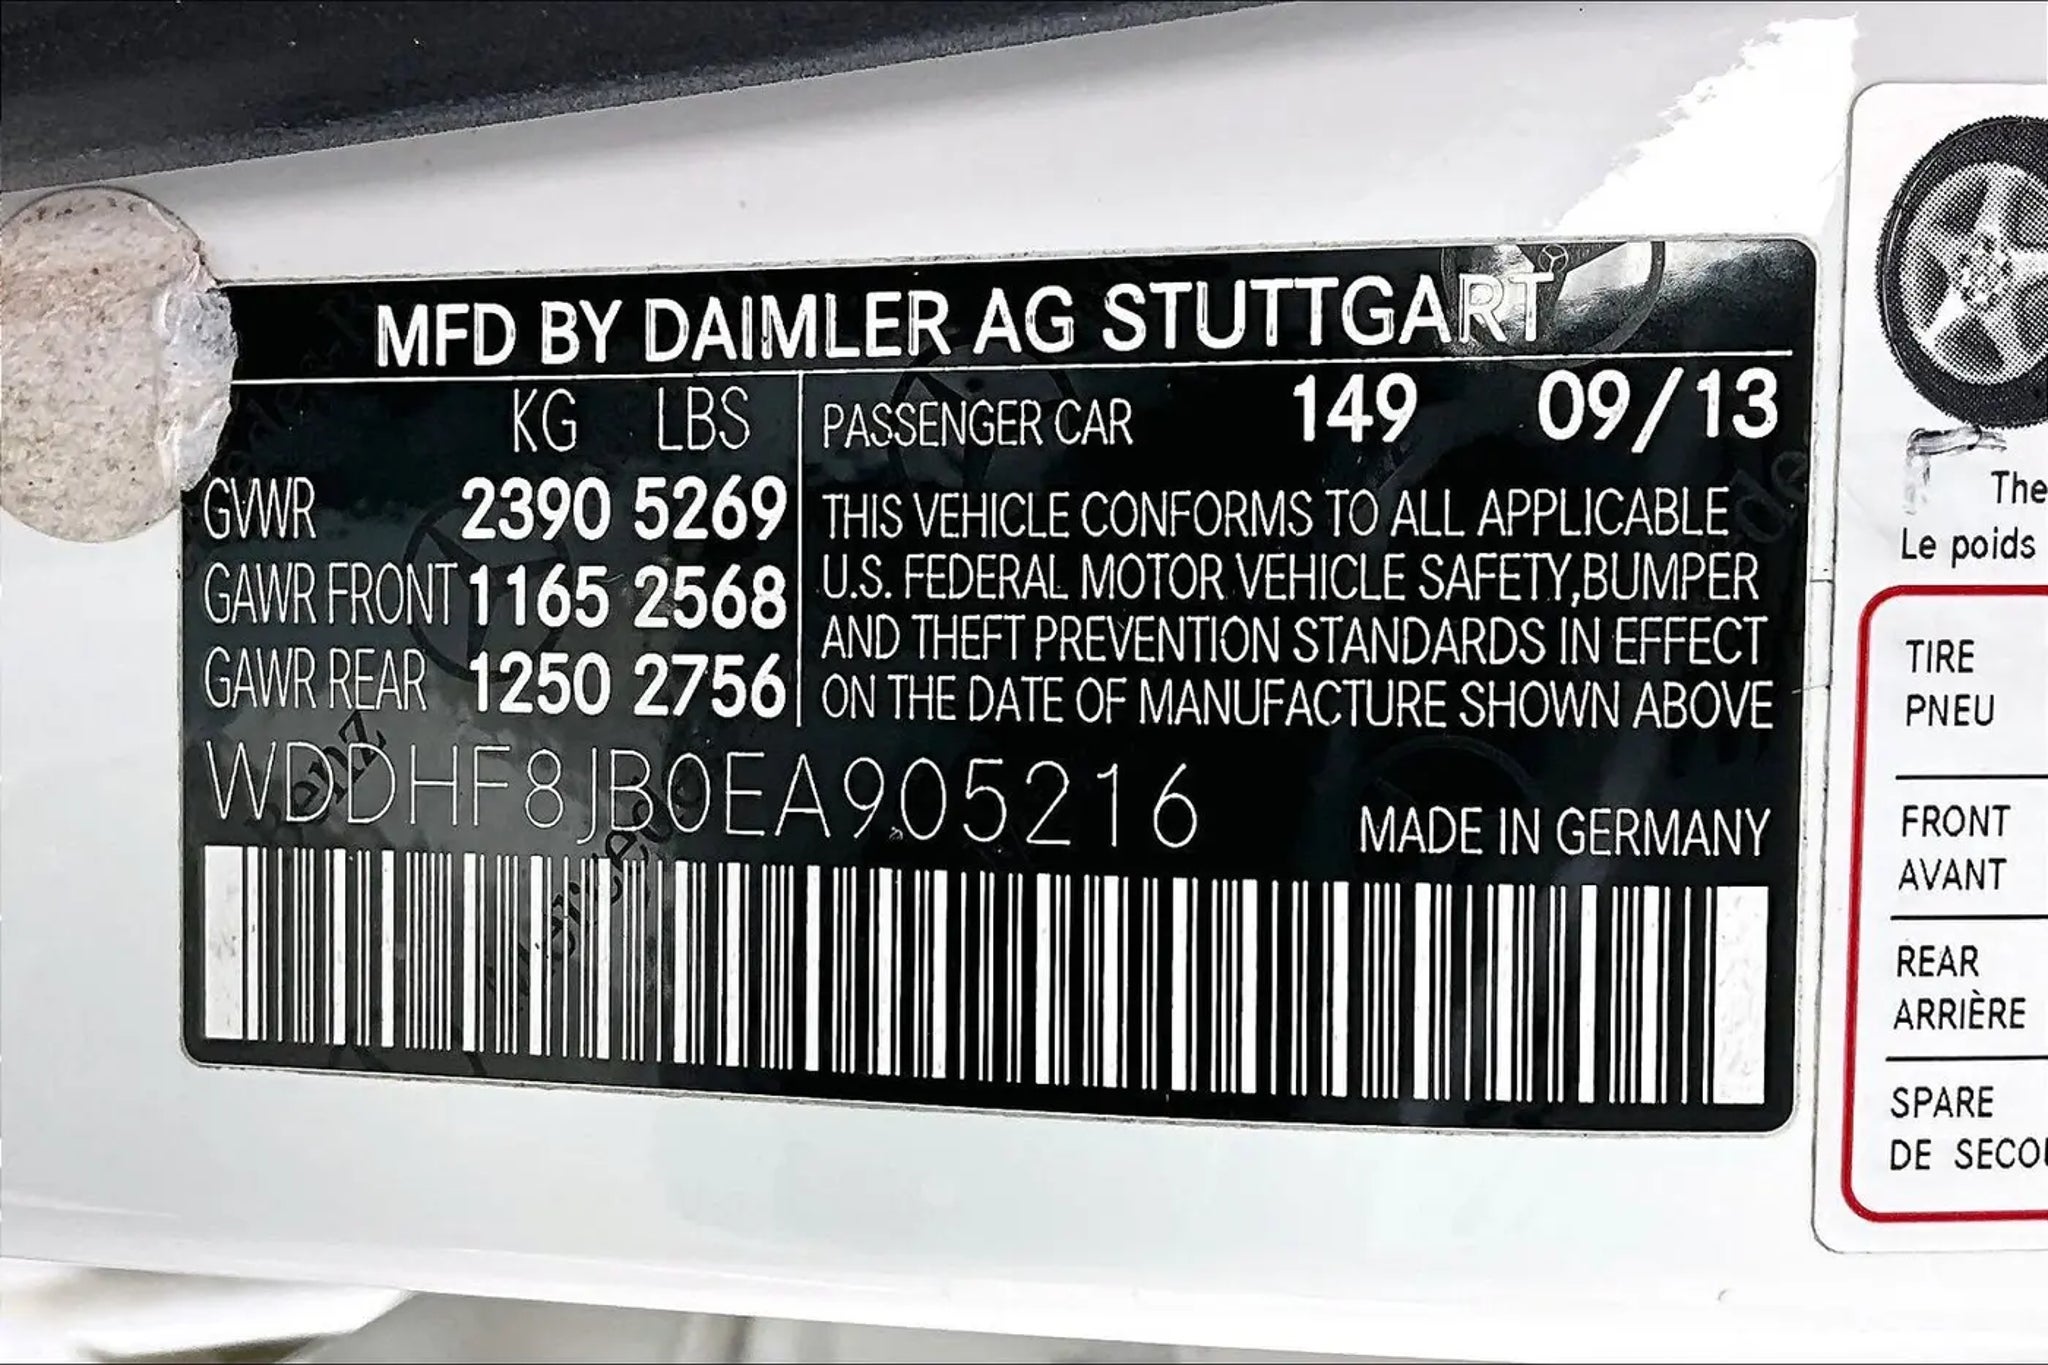 MFD BY DAIMLER AG STUTTGART
KG LBS
GVWR 2390 5269
GAWR FRONT 1165 2568
GAWR REAR 1250 2756
PASSENGER CAR 149 09/13
THIS VEHICLE CONFORMS TO ALL APPLICABLE
U.S. FEDERAL MOTOR VEHICLE SAFETY,BUMPER
AND THEFT PREVENTION STANDARDS IN EFFECT
ON THE DATE OF MANUFACTURE SHOWN ABOVE
WDDHF8JB0EA905216
MADE IN GERMANY
The
Le poids
TIRE
PNEU
FRONT
AVANT
REAR
ARRIÈRE
SPARE
DE